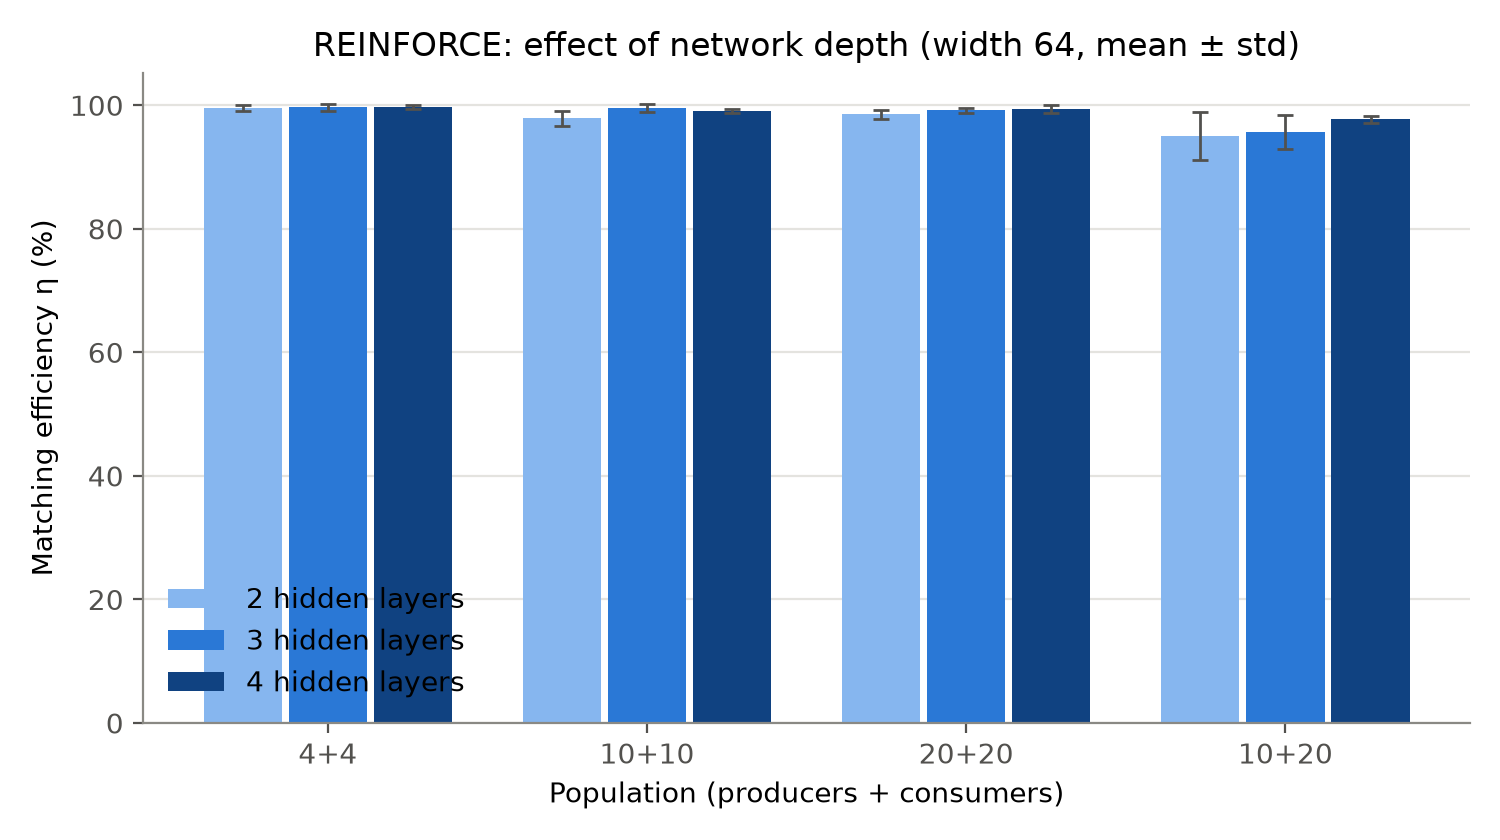 REINFORCE: effect of network depth (width 64, mean ± std)
Matching efficiency η (%)
100
80
60
40
20
0
2 hidden layers
3 hidden layers
4 hidden layers
4+4
10+10
20+20
10+20
Population (producers + consumers)